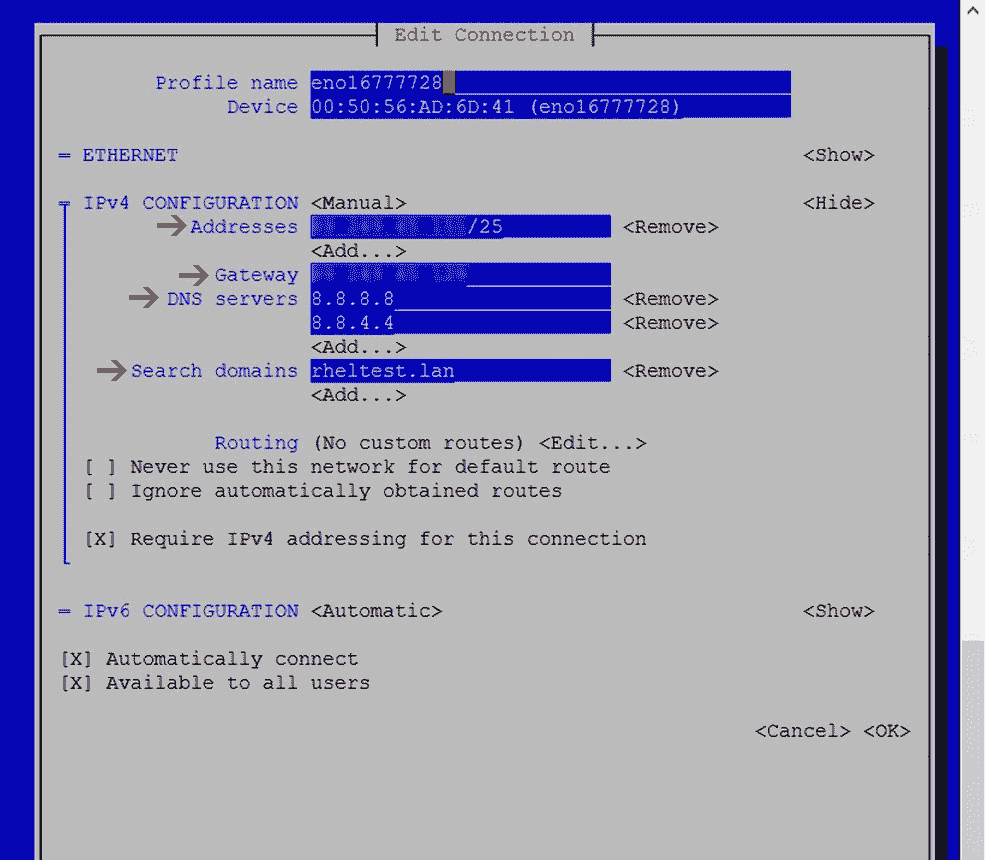 Edit Connection
Profile name eno16777728
Device 00:50:56:AD:6D:41 (eno16777728)
= ETHERNET <Show>
IPv4 CONFIGURATION <Manual> <Hide>
Addresses /25 <Remove>
<Add...>
Gateway
DNS servers 8.8.8.8 <Remove>
8.8.4.4 <Remove>
<Add...>
Search domains rheltest.lan <Remove>
<Add...>
Routing (No custom routes) <Edit...>
[ ] Never use this network for default route
[ ] Ignore automatically obtained routes
[X] Require IPv4 addressing for this connection
= IPv6 CONFIGURATION <Automatic> <Show>
[X] Automatically connect
[X] Available to all users
<Cancel> <OK>